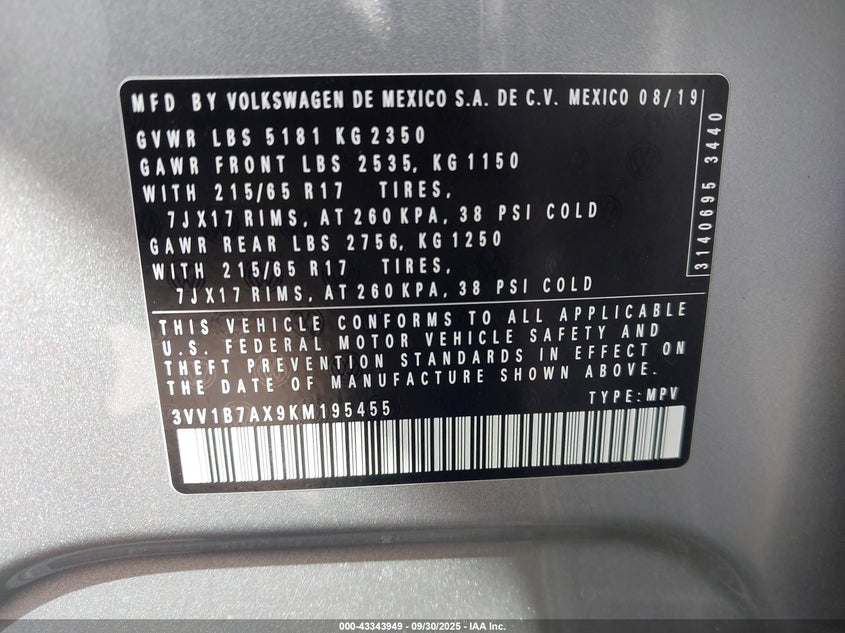 MFD BY VOLKSWAGEN DE MEXICO S.A. DE C.V. MEXICO 08/19
GVWR LBS 5181 KG 2350
GAWR FRONT LBS 2535, KG 1150
WITH 215/65 R17 TIRES,
7JX17 RIMS, AT 260 KPA, 38 PSI COLD
GAWR REAR LBS 2756, KG 1250
WITH 215/65 R17 TIRES,
7JX17 RIMS, AT 260 KPA, 38 PSI COLD
3140695 3440
THIS VEHICLE CONFORMS TO ALL APPLICABLE
U.S. FEDERAL MOTOR VEHICLE SAFETY AND
THEFT PREVENTION STANDARDS IN EFFECT ON
THE DATE OF MANUFACTURE SHOWN ABOVE.
3VV1B7AX9KM195455 TYPE: MPV
000-43343949 - 09/30/2025 - IAA Inc.